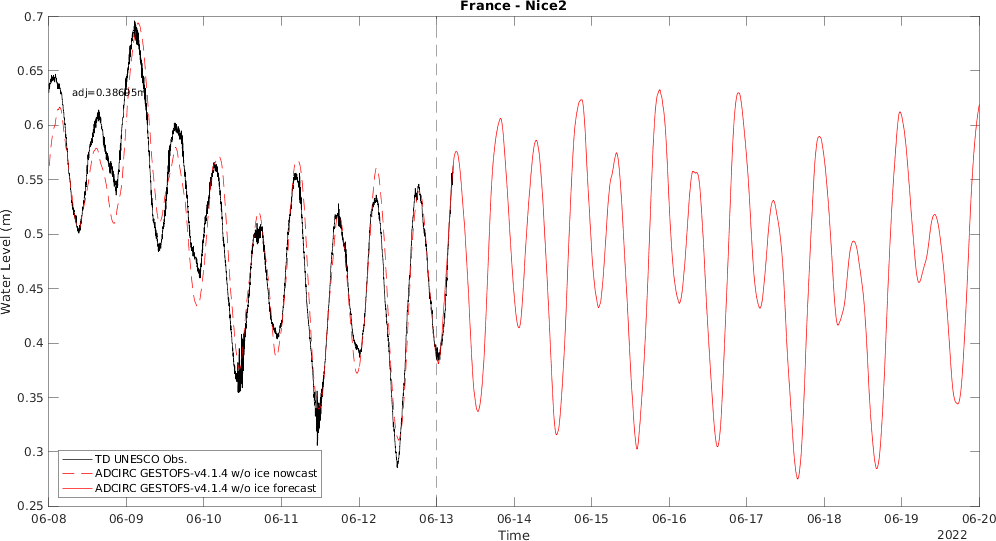 France - Nice2
0.7
0.65
0.6
0.55
0.5
0.45
0.4
0.35
0.3
0.25
Water Level (m)
adj=0.38695m
TD UNESCO Obs.
ADCIRC GESTOFS-v4.1.4 w/o ice nowcast
ADCIRC GESTOFS-v4.1.4 w/o ice forecast
06-08 06-09 06-10 06-11 06-12 06-13 06-14 06-15 06-16 06-17 06-18 06-19 06-20
Time
2022